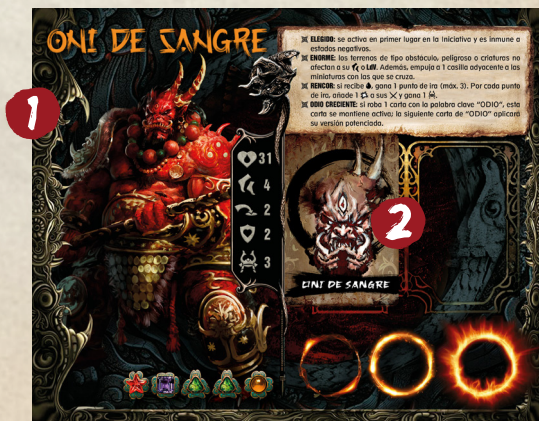 ONI DE SANGRE
ELEGIDO: se activa en primer lugar en la Iniciativa y es inmune a
estados negativos.
ENORME: los terrenos de tipo obstáculo, peligroso o criaturas no
afectan a su o LdV. Además, empuja a 1 casilla adyacente a las
miniaturas con las que se cruza.
RENCOR: si recibe, gana 1 punto de ira (máx. 3). Por cada punto
de ira, añade 1 a sus y gana 1.
ODIO CRECIENTE: si roba 1 carta con la palabra clave “ODIO”, esta
carta se mantiene activa; la siguiente carta de “ODIO” aplicará
su versión potenciada.
1
31
4
2
2
3
2
ONI DE SANGRE